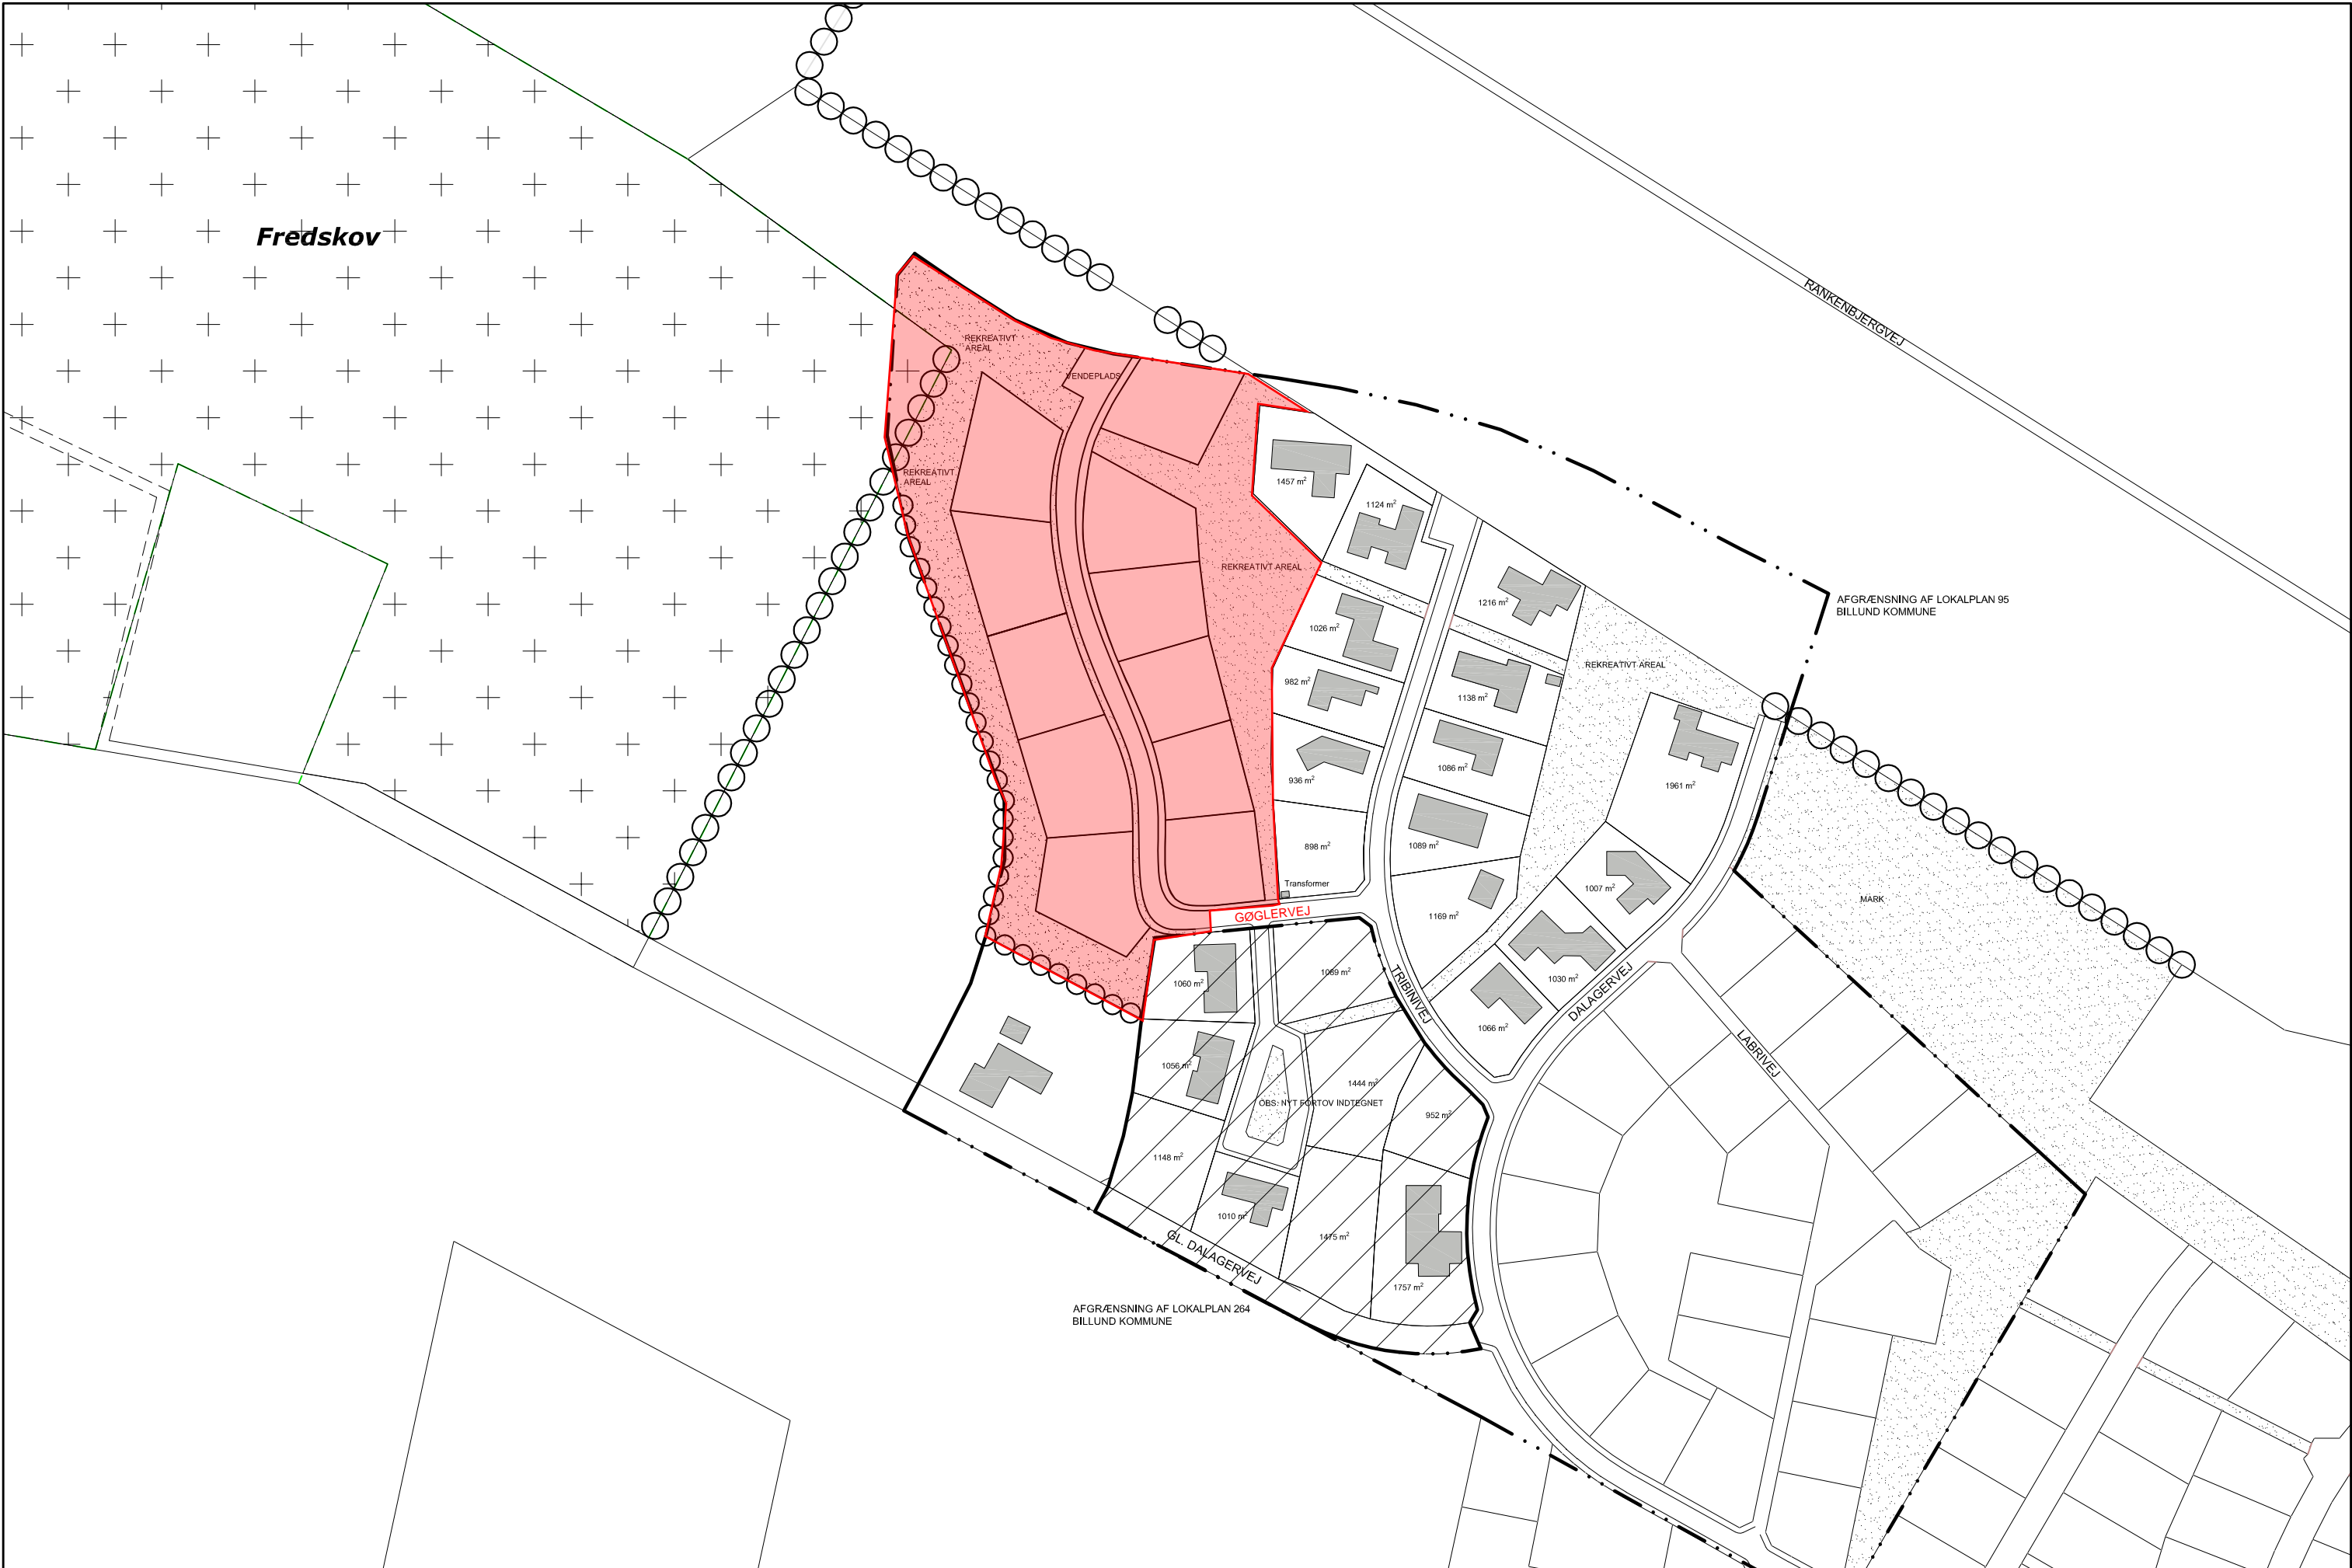 Fredskov
RANKENBJERGVEJ
REKREATIVT
AREAL
VENDEPLADS
REKREATIVT
AREAL
1457 m²
1124 m²
REKREATIVT AREAL
1216 m²
AFGRÆNSNING AF LOKALPLAN 95
BILLUND KOMMUNE
1026 m²
REKREATIVT AREAL
982 m²
1138 m²
936 m²
1086 m²
1961 m²
898 m²
1089 m²
Transformer
1007 m²
MARK
GØGLERVEJ
1169 m²
1060 m²
1069 m²
TRIBINIVEJ
1030 m²
DALAGERVEJ
1066 m²
LABRIVEJ
1056 m²
1444 m²
OBS: NYT FORTOV INDTEGNET
952 m²
1148 m²
1010 m²
1475 m²
GL. DALAGERVEJ
1757 m²
AFGRÆNSNING AF LOKALPLAN 264
BILLUND KOMMUNE